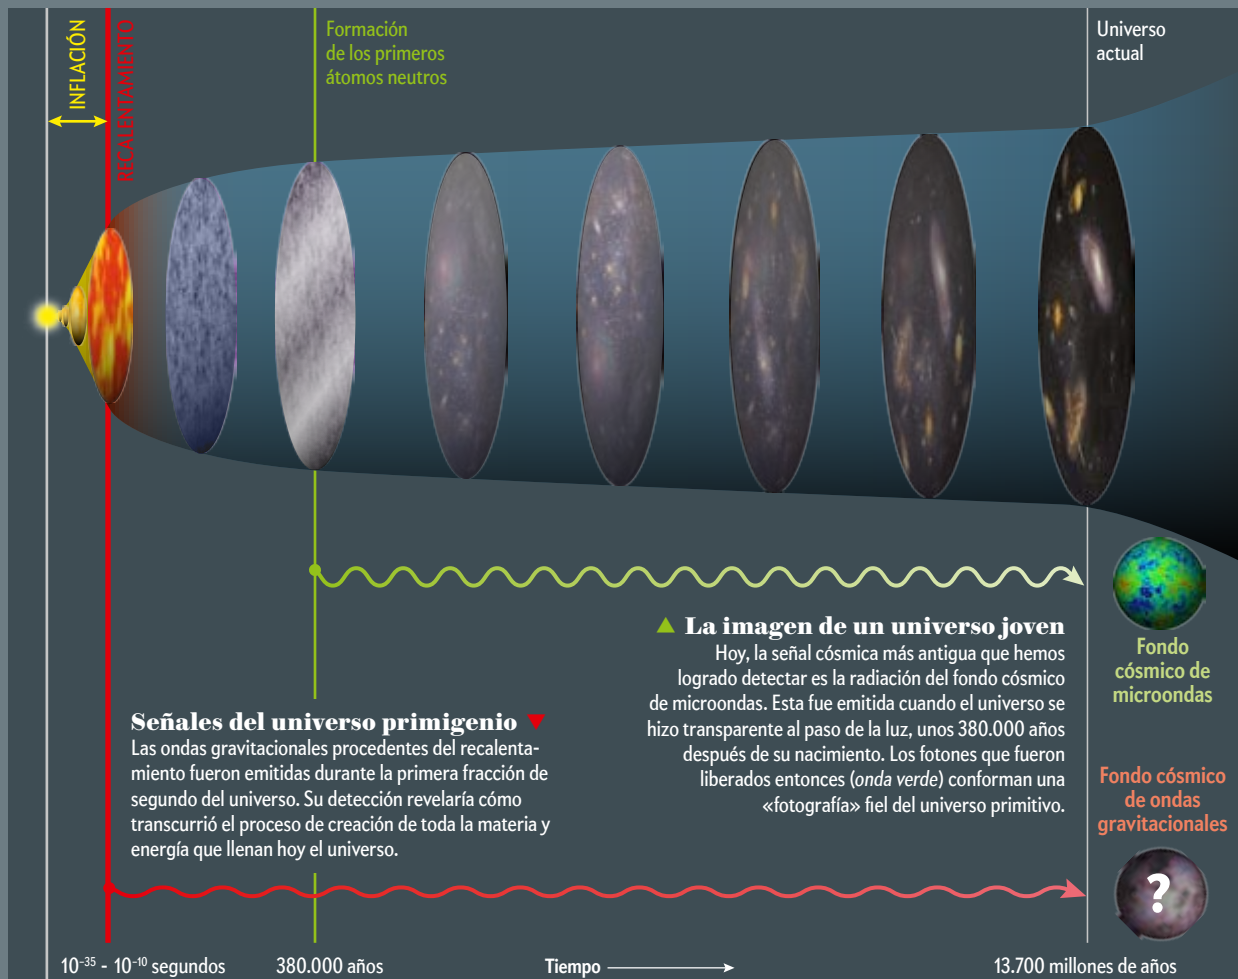 INFLACIÓN
RECALENTAMIENTO
Formación
de los primeros
átomos neutros
Universo
actual
▲ La imagen de un universo joven
Hoy, la señal cósmica más antigua que hemos
logrado detectar es la radiación del fondo cósmico
de microondas. Esta fue emitida cuando el universo se
hizo transparente al paso de la luz, unos 380.000 años
después de su nacimiento. Los fotones que fueron
liberados entonces (onda verde) conforman una
«fotografía» fiel del universo primitivo.
Fondo
cósmico de
microondas
Señales del universo primigenio ▼
Las ondas gravitacionales procedentes del recalenta-
miento fueron emitidas durante la primera fracción de
segundo del universo. Su detección revelaría cómo
transcurrió el proceso de creación de toda la materia y
energía que llenan hoy el universo.
Fondo cósmico
de ondas
gravitacionales
?
10⁻³⁵ - 10⁻¹⁰ segundos
380.000 años
Tiempo
13.700 millones de años